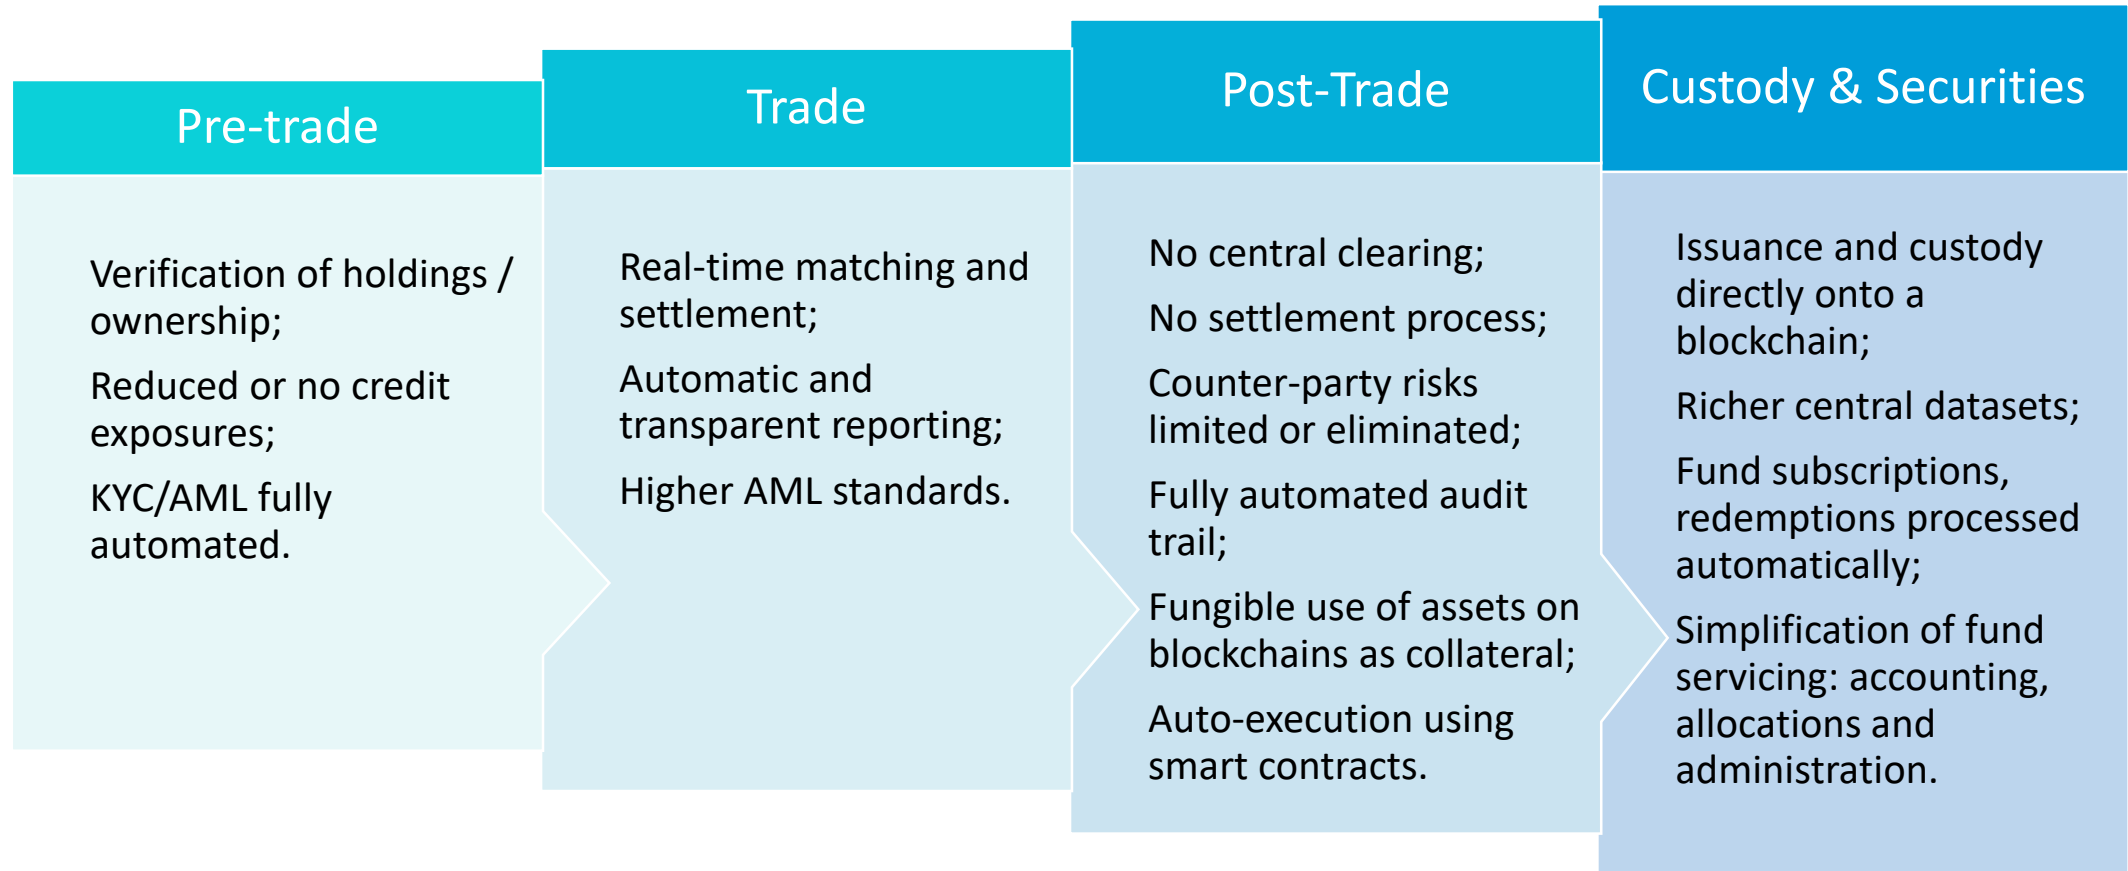 Pre-trade
Verification of holdings /
ownership;
Reduced or no credit
exposures;
KYC/AML fully
automated.
Trade
Real-time matching and
settlement;
Automatic and
transparent reporting;
Higher AML standards.
Post-Trade
No central clearing;
No settlement process;
Counter-party risks
limited or eliminated;
Fully automated audit
trail;
Fungible use of assets on
blockchains as collateral;
Auto-execution using
smart contracts.
Custody & Securities
Issuance and custody
directly onto a
blockchain;
Richer central datasets;
Fund subscriptions,
redemptions processed
automatically;
Simplification of fund
servicing: accounting,
allocations and
administration.